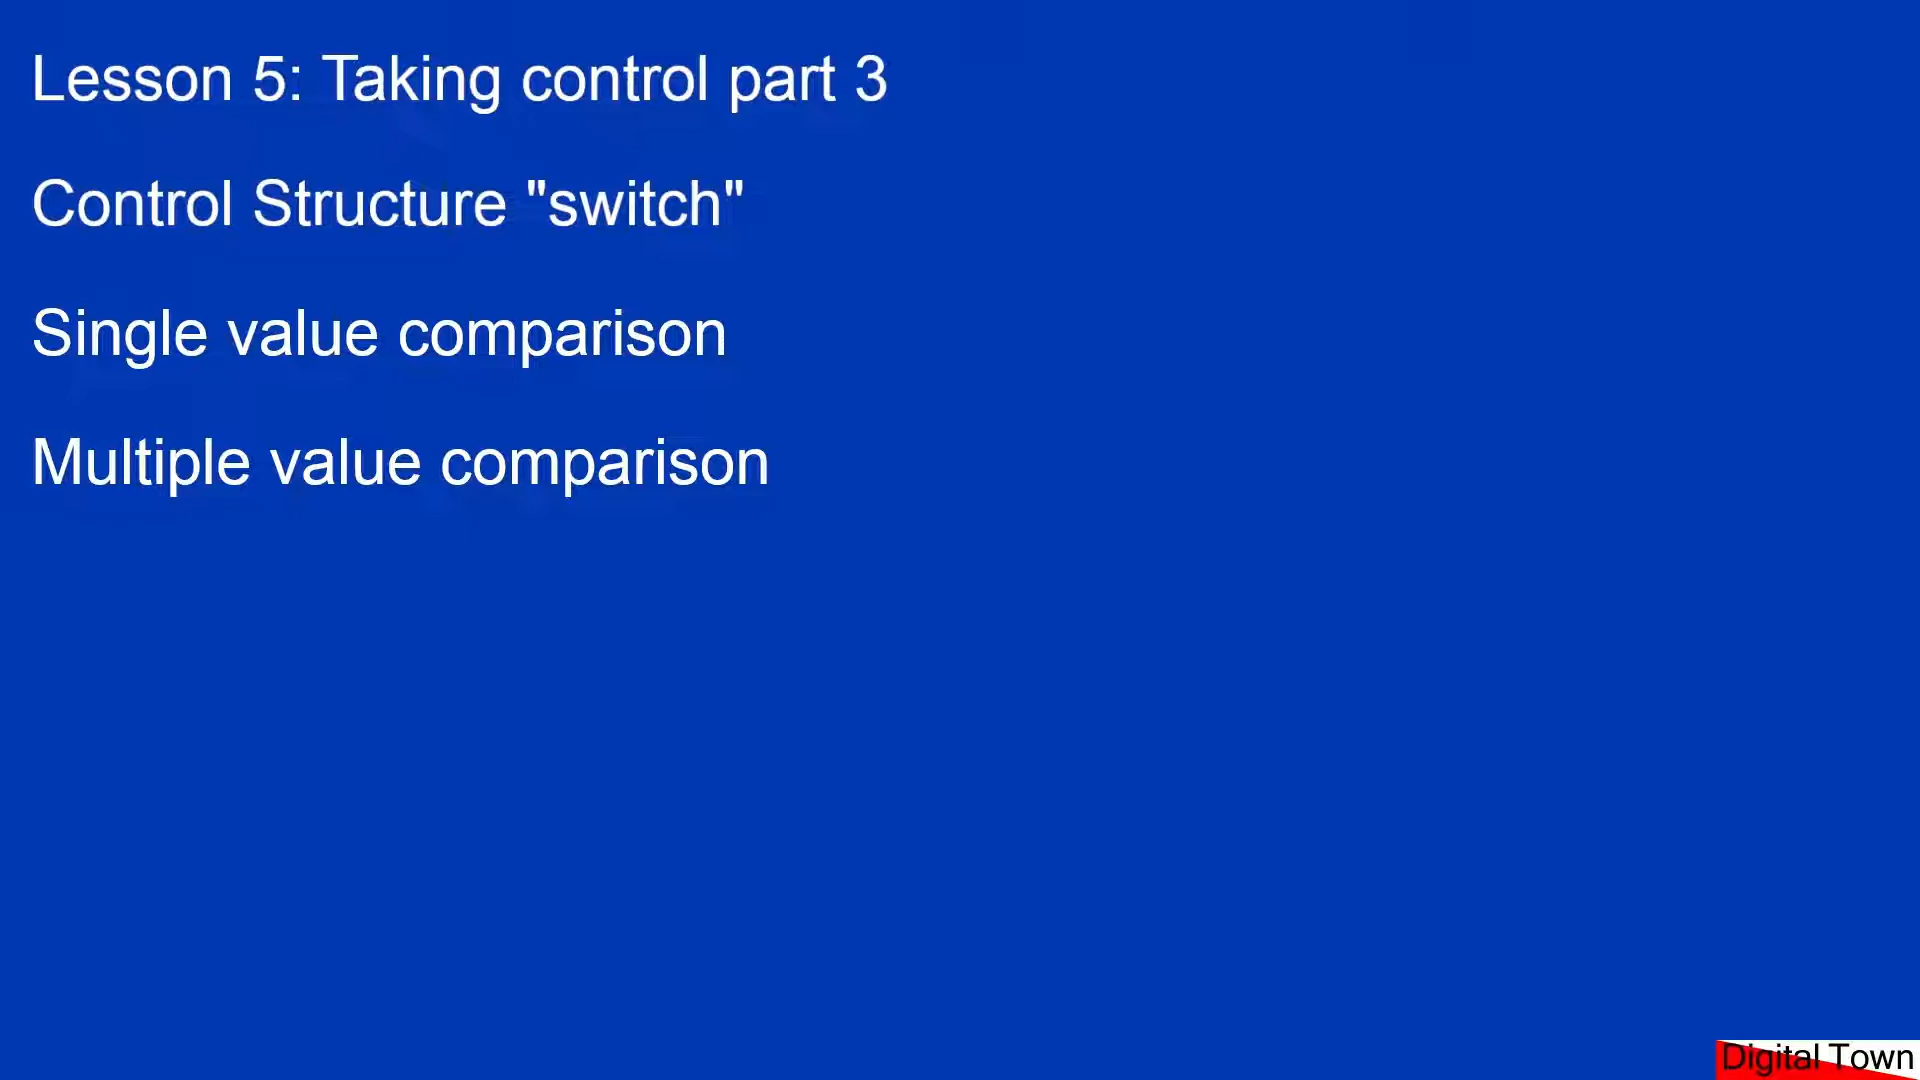 Lesson 5: Taking control part 3
Control Structure "switch"
Single value comparison
Multiple value comparison
Digital Town